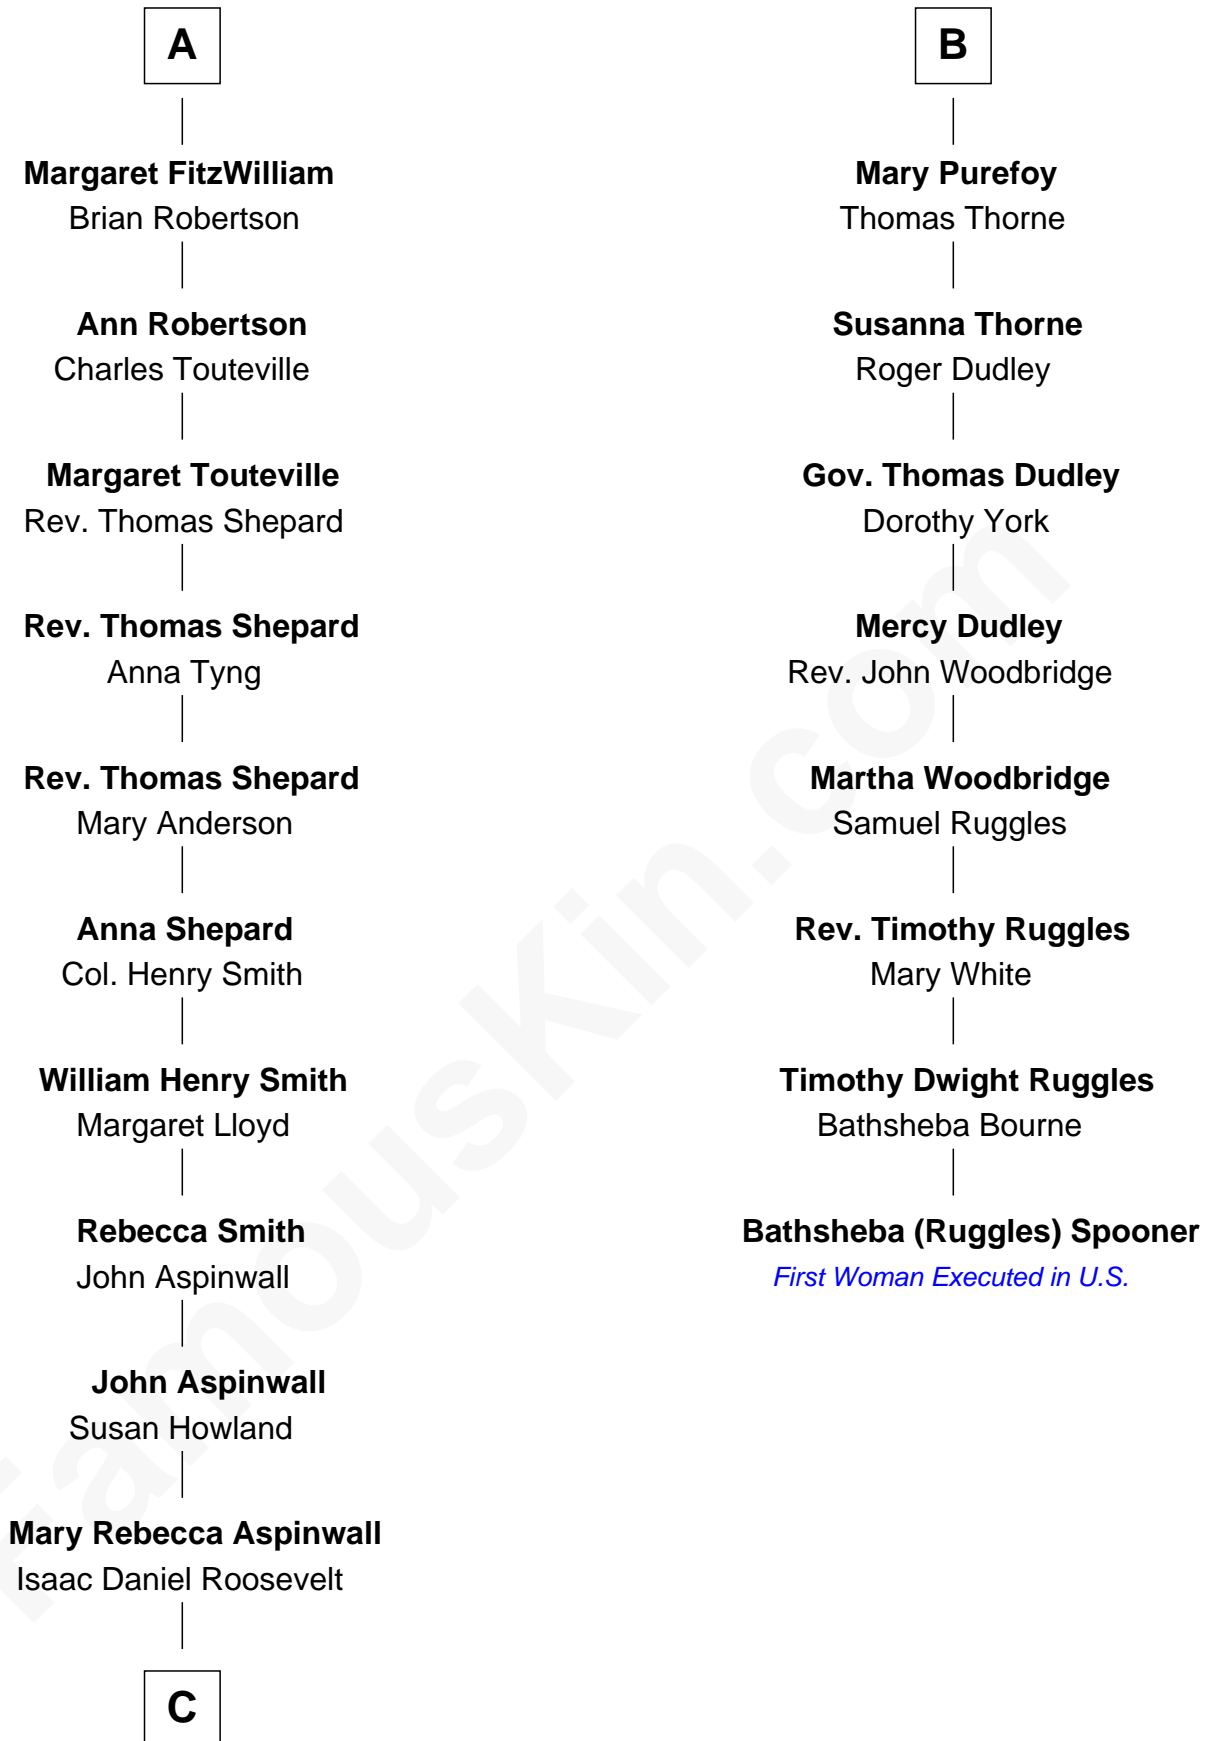 A
Margaret FitzWilliam
Brian Robertson
Ann Robertson
Charles Touteville
Margaret Touteville
Rev. Thomas Shepard
Rev. Thomas Shepard
Anna Tyng
Rev. Thomas Shepard
Mary Anderson
Anna Shepard
Col. Henry Smith
William Henry Smith
Margaret Lloyd
Rebecca Smith
John Aspinwall
John Aspinwall
Susan Howland
Mary Rebecca Aspinwall
Isaac Daniel Roosevelt
C
B
Mary Purefoy
Thomas Thorne
Susanna Thorne
Roger Dudley
Gov. Thomas Dudley
Dorothy York
Mercy Dudley
Rev. John Woodbridge
Martha Woodbridge
Samuel Ruggles
Rev. Timothy Ruggles
Mary White
Timothy Dwight Ruggles
Bathsheba Bourne
Bathsheba (Ruggles) Spooner
First Woman Executed in U.S.
FamousKin.com